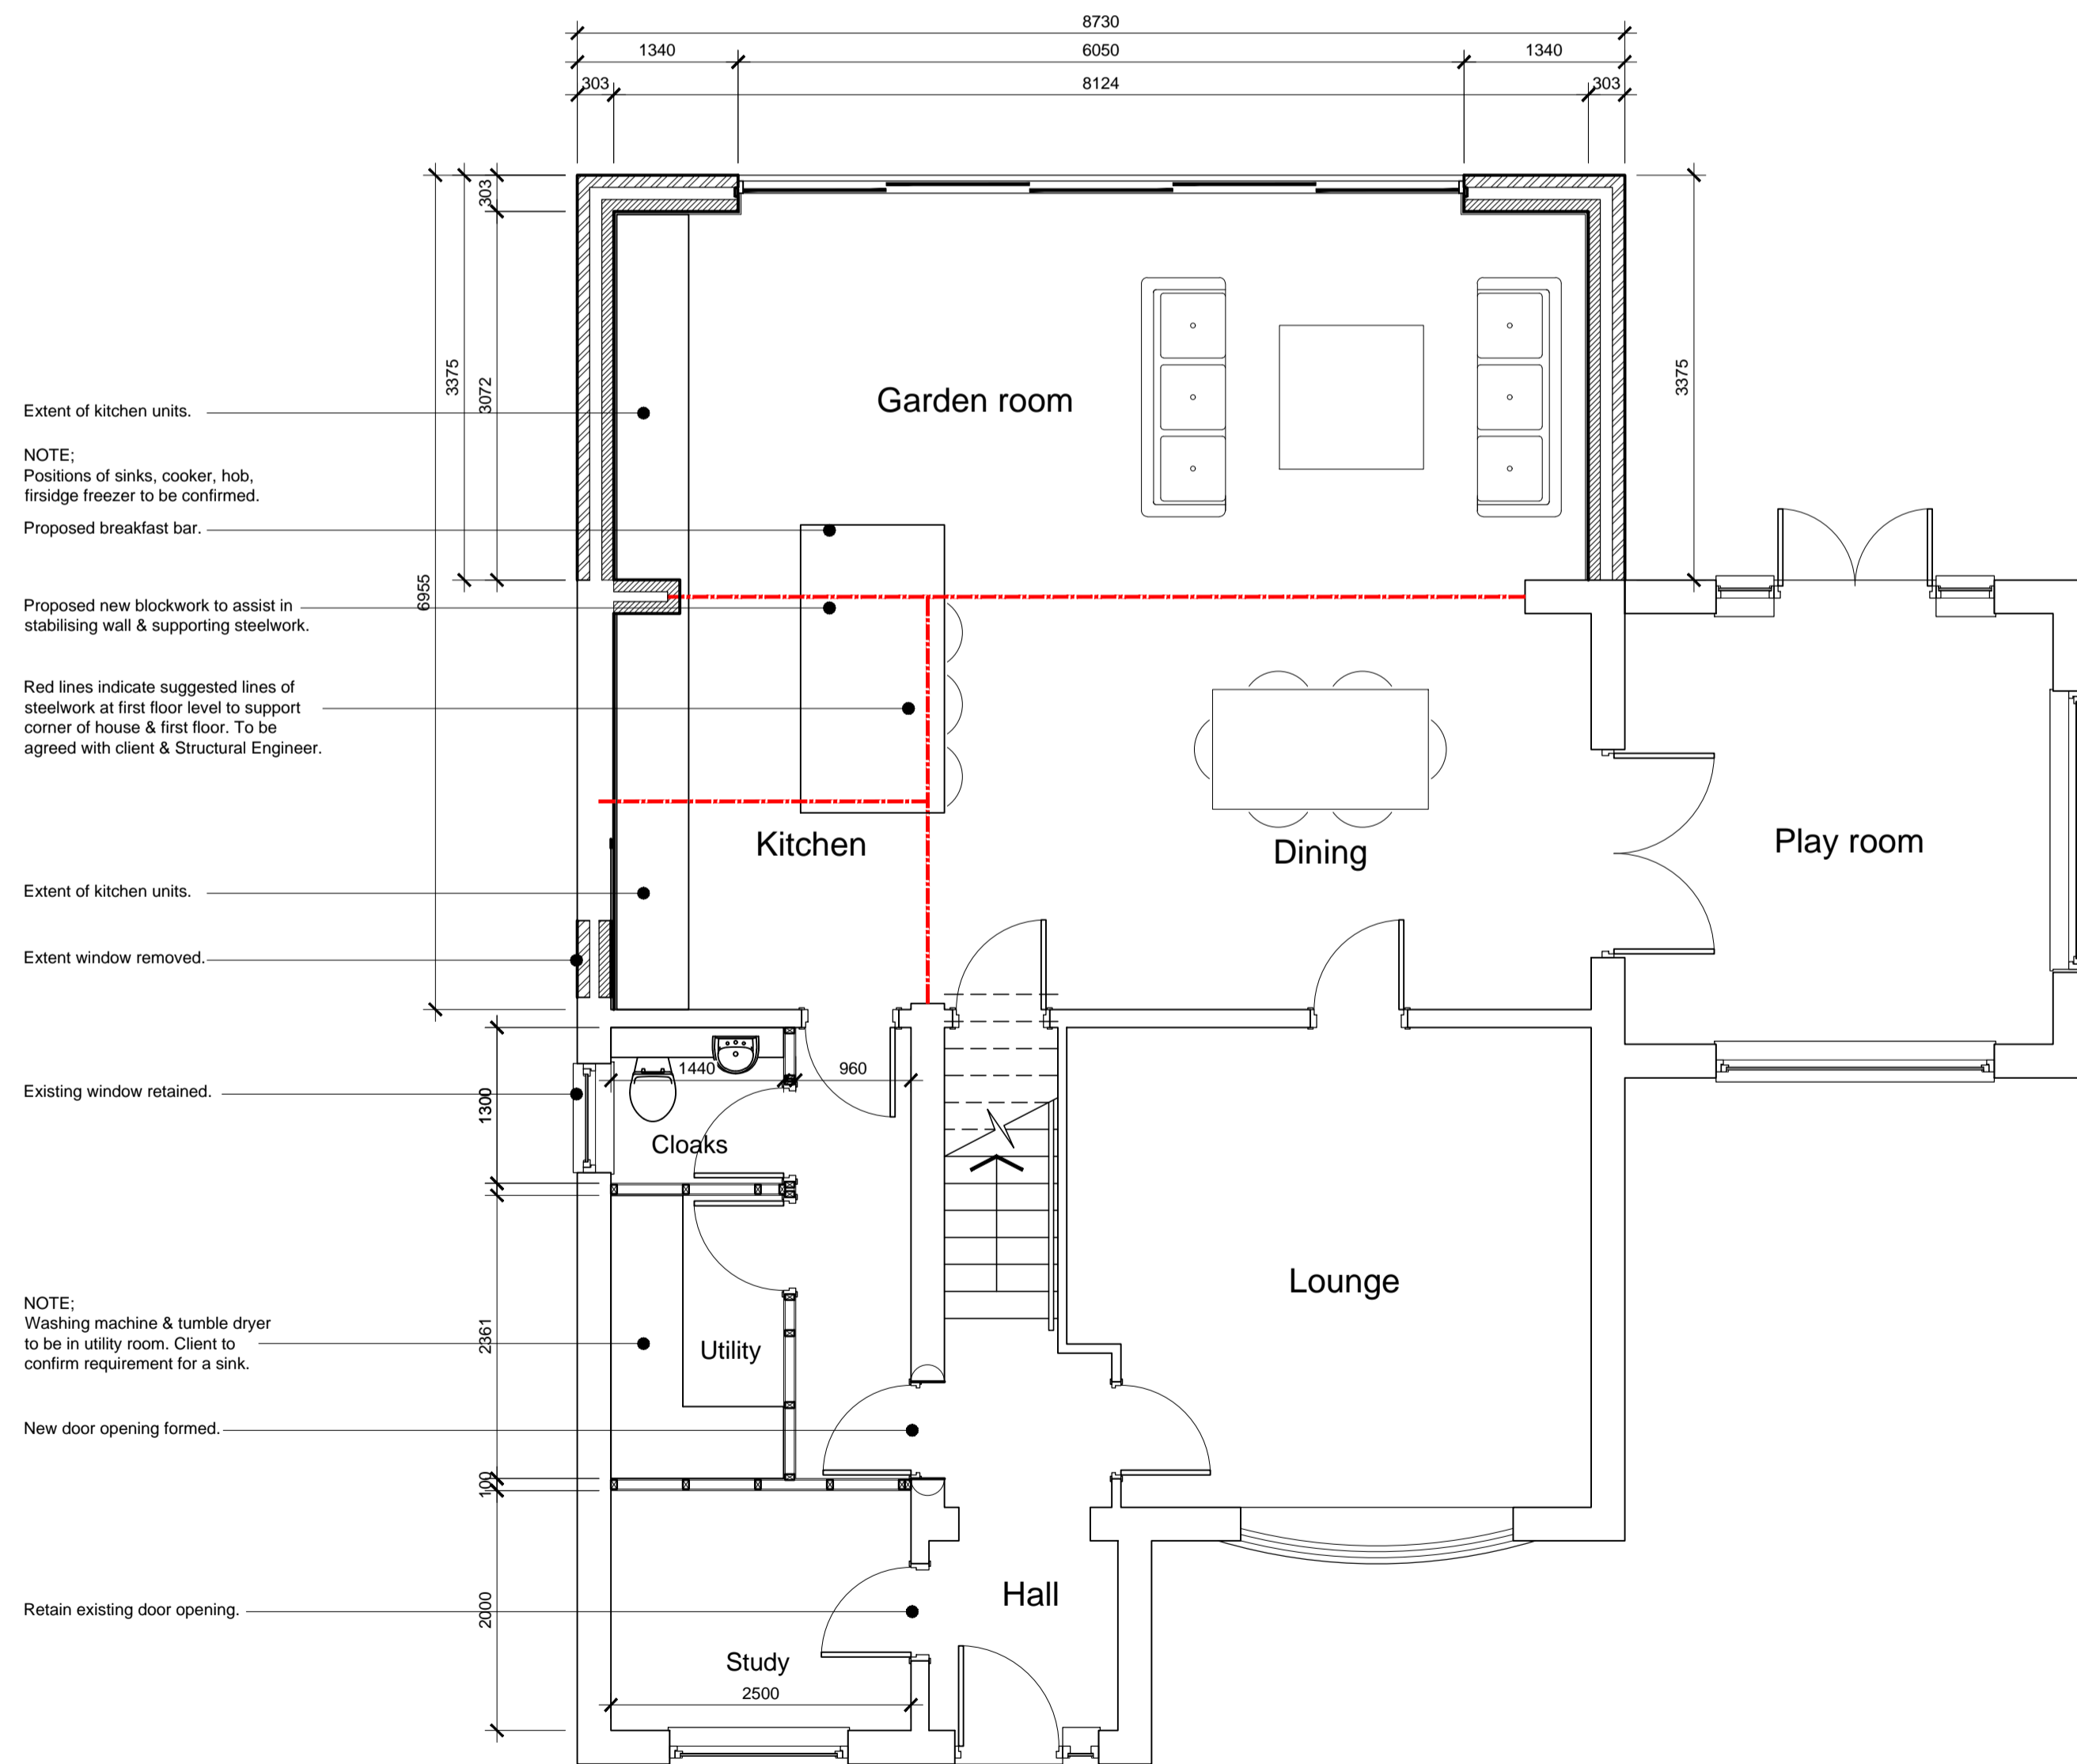 8730
1340 6050 1340
303 8124 303
303
3375
3072
6955
3375
Garden room
Extent of kitchen units.
NOTE;
Positions of sinks, cooker, hob,
firsidge freezer to be confirmed.
Proposed breakfast bar.
Proposed new blockwork to assist in
stabilising wall & supporting steelwork.
Red lines indicate suggested lines of
steelwork at first floor level to support
corner of house & first floor. To be
agreed with client & Structural Engineer.
Kitchen
Dining
Play room
Extent of kitchen units.
Extent window removed.
Existing window retained.
1440 960
1300
Cloaks
Lounge
NOTE;
Washing machine & tumble dryer
to be in utility room. Client to
confirm requirement for a sink.
2361
Utility
New door opening formed.
100
Hall
Retain existing door opening.
2000
Study
2500